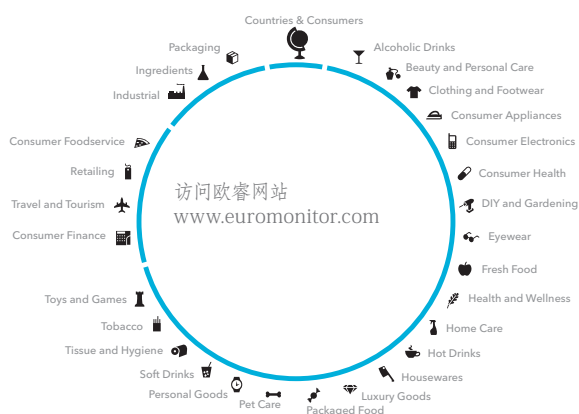 Countries & Consumers
Alcoholic Drinks
Beauty and Personal Care
Clothing and Footwear
Consumer Appliances
Consumer Electronics
Consumer Health
DIY and Gardening
Eyewear
Fresh Food
Health and Wellness
Home Care
Hot Drinks
Housewares
Luxury Goods
Packaged Food
Pet Care
Personal Goods
Soft Drinks
Tissue and Hygiene
Tobacco
Toys and Games
Consumer Finance
Travel and Tourism
Retailing
Consumer Foodservice
Industrial
Ingredients
Packaging
访问欧睿网站
www.euromonitor.com